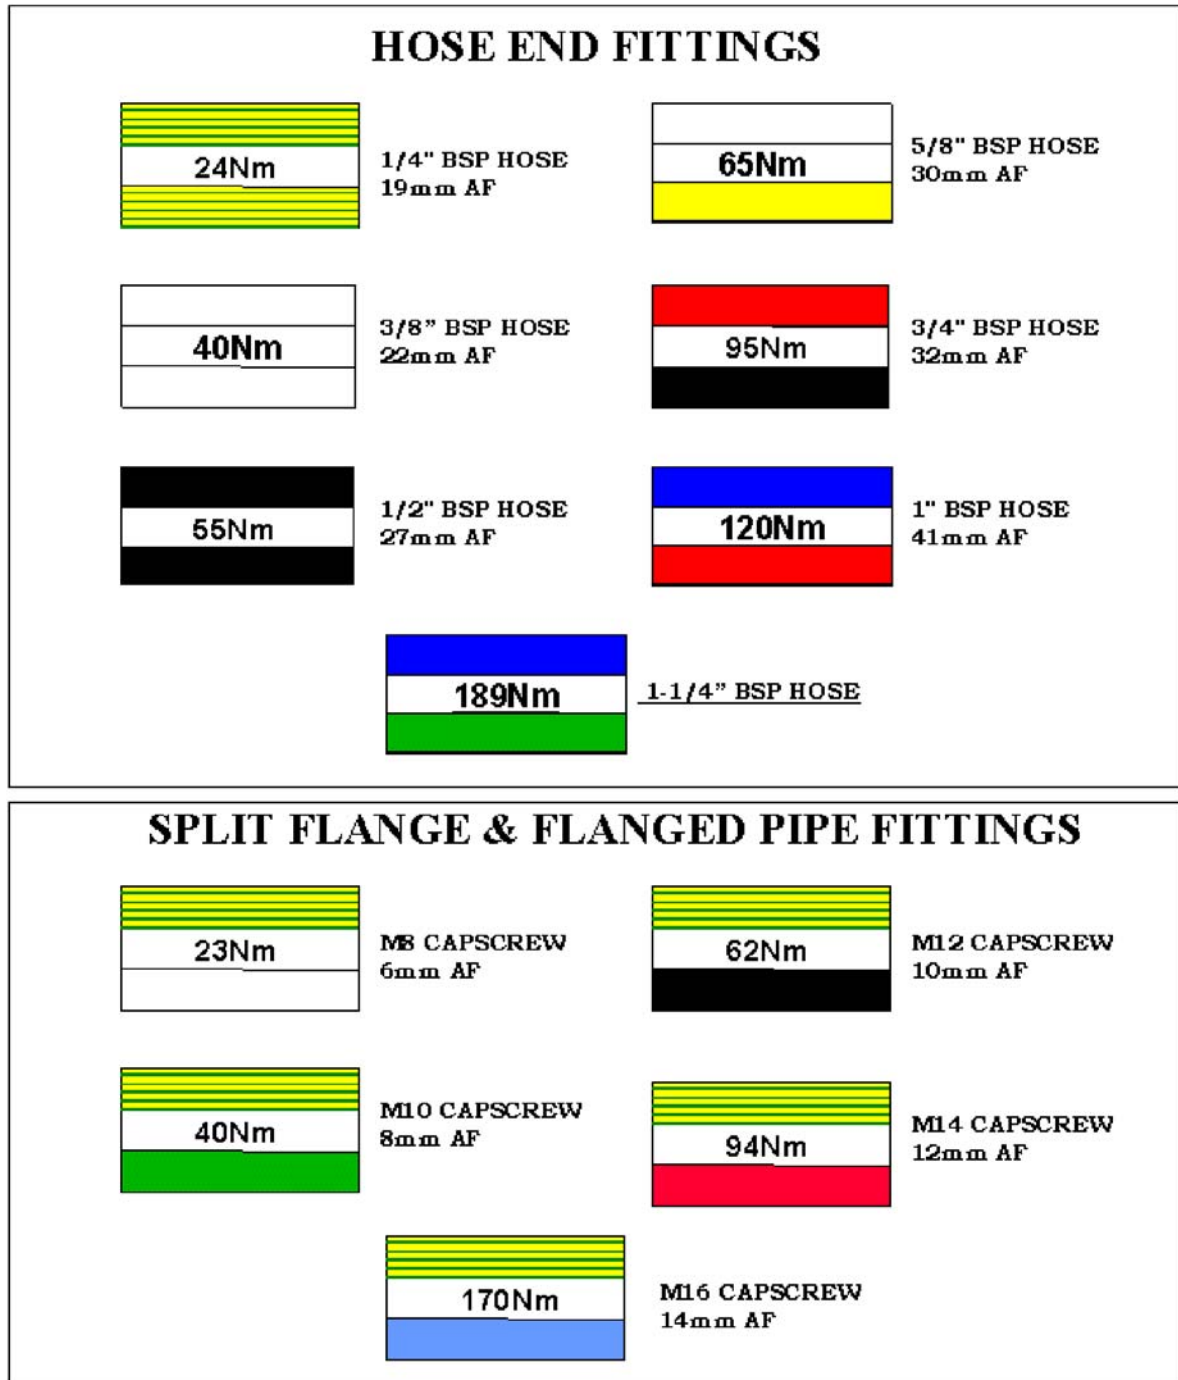 HOSE END FITTINGS
24Nm
1/4" BSP HOSE
19mm AF
65Nm
5/8" BSP HOSE
30mm AF
40Nm
3/8” BSP HOSE
22mm AF
95Nm
3/4" BSP HOSE
32mm AF
55Nm
1/2" BSP HOSE
27mm AF
120Nm
1" BSP HOSE
41mm AF
189Nm
1-1/4” BSP HOSE
SPLIT FLANGE & FLANGED PIPE FITTINGS
23Nm
M8 CAPSCREW
6mm AF
62Nm
M12 CAPSCREW
10mm AF
40Nm
M10 CAPSCREW
8mm AF
94Nm
M14 CAPSCREW
12mm AF
170Nm
M16 CAPSCREW
14mm AF